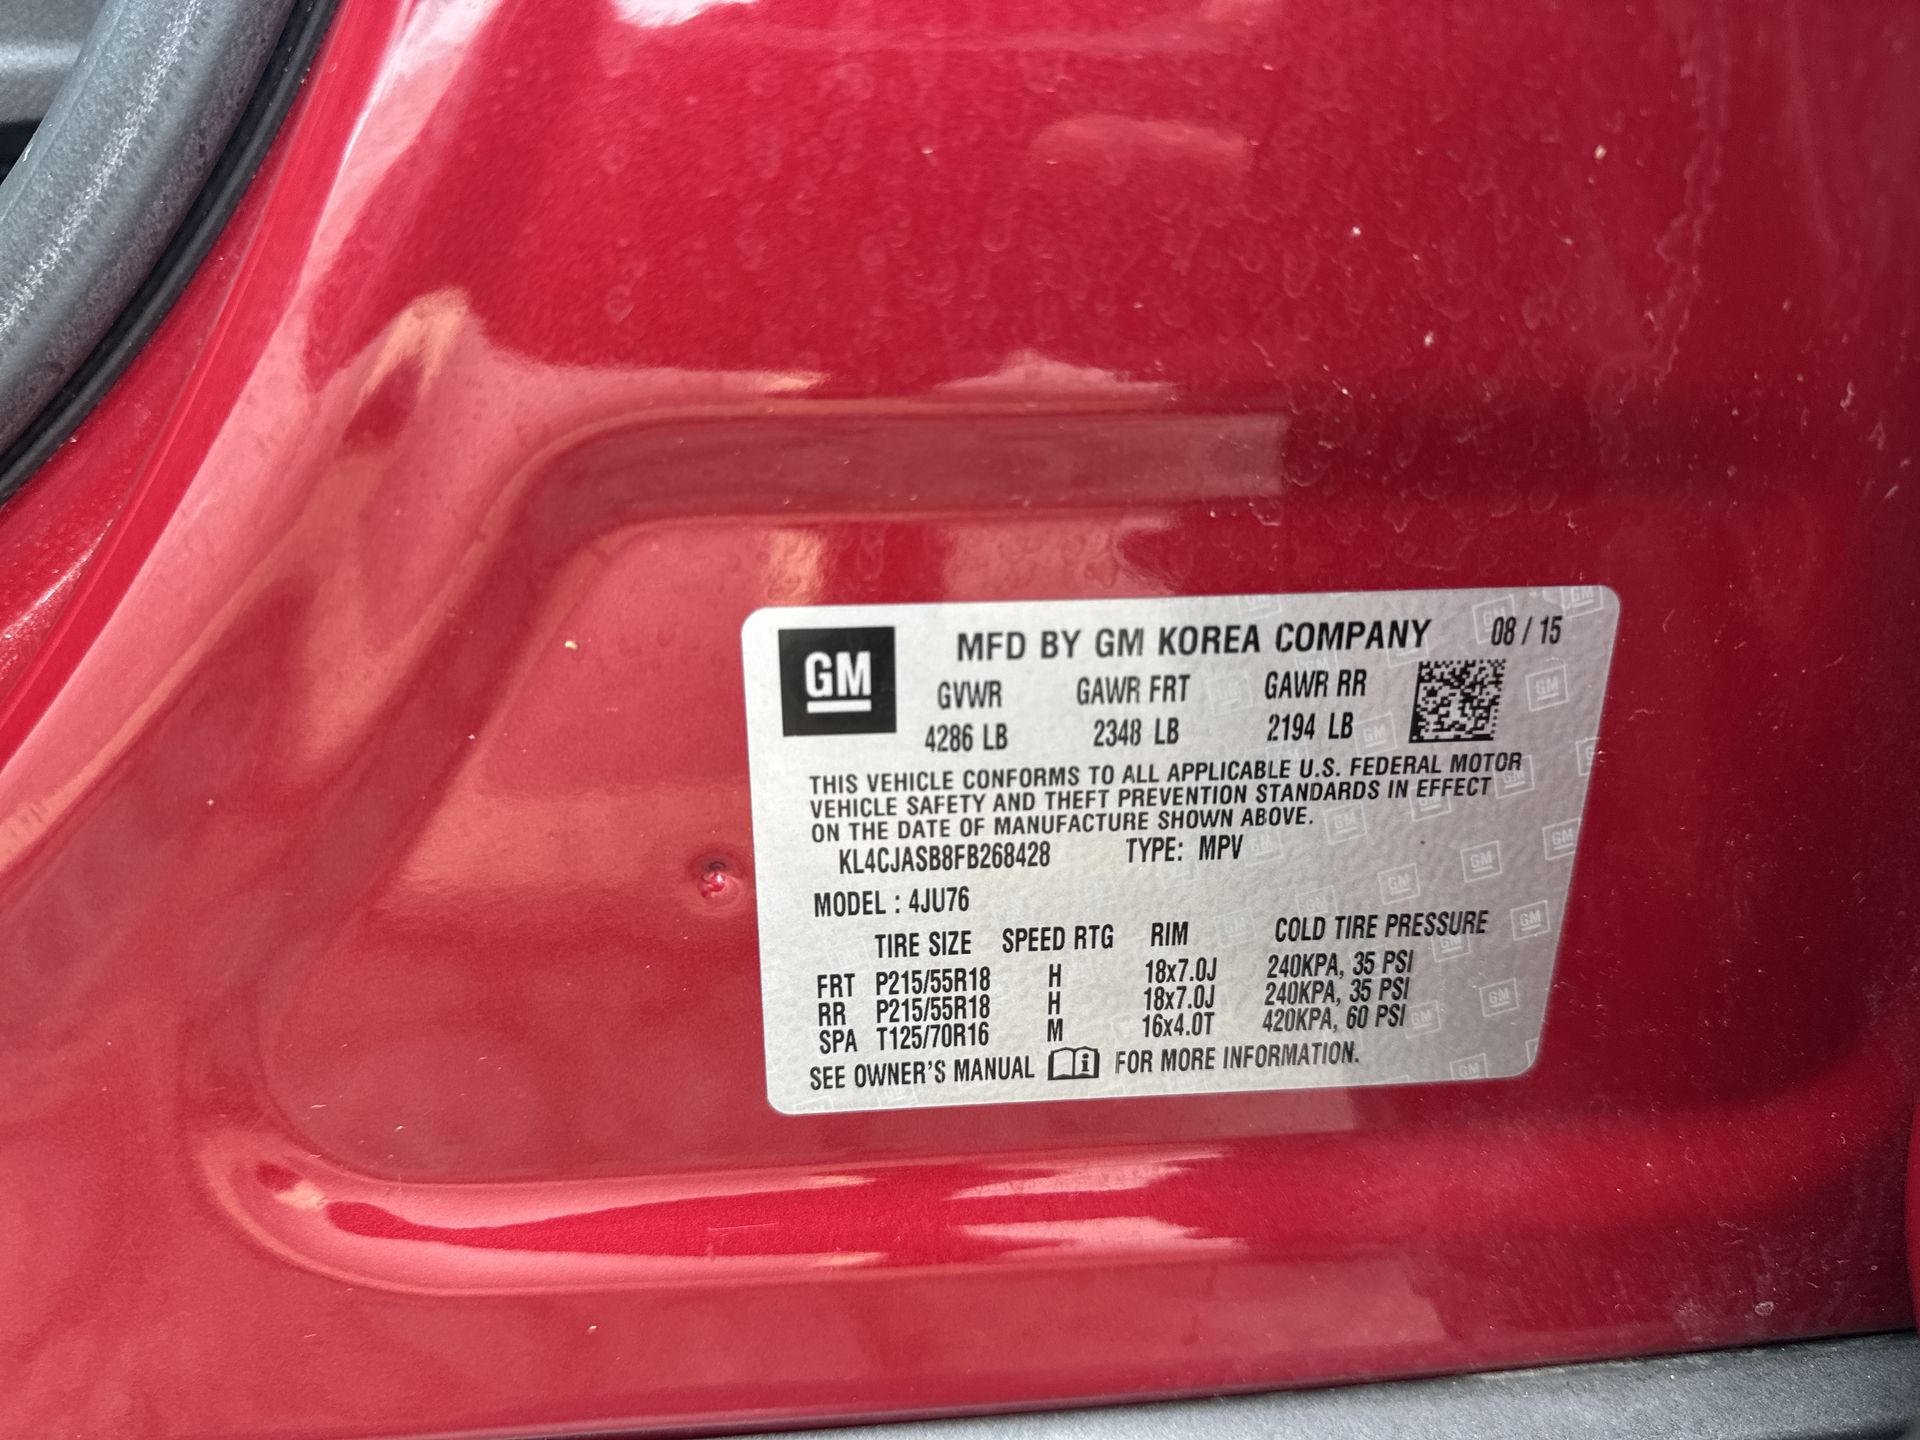 GM MFD BY GM KOREA COMPANY 08 / 15
GVWR GAWR FRT GAWR RR
4286 LB 2348 LB 2194 LB
THIS VEHICLE CONFORMS TO ALL APPLICABLE U.S. FEDERAL MOTOR
VEHICLE SAFETY AND THEFT PREVENTION STANDARDS IN EFFECT
ON THE DATE OF MANUFACTURE SHOWN ABOVE.
KL4CJASB8FB268428 TYPE: MPV
MODEL : 4JU76
TIRE SIZE SPEED RTG RIM COLD TIRE PRESSURE
FRT P215/55R18 H 18x7.0J 240KPA, 35 PSI
RR P215/55R18 H 18x7.0J 240KPA, 35 PSI
SPA T125/70R16 M 16x4.0T 420KPA, 60 PSI
SEE OWNER'S MANUAL FOR MORE INFORMATION.